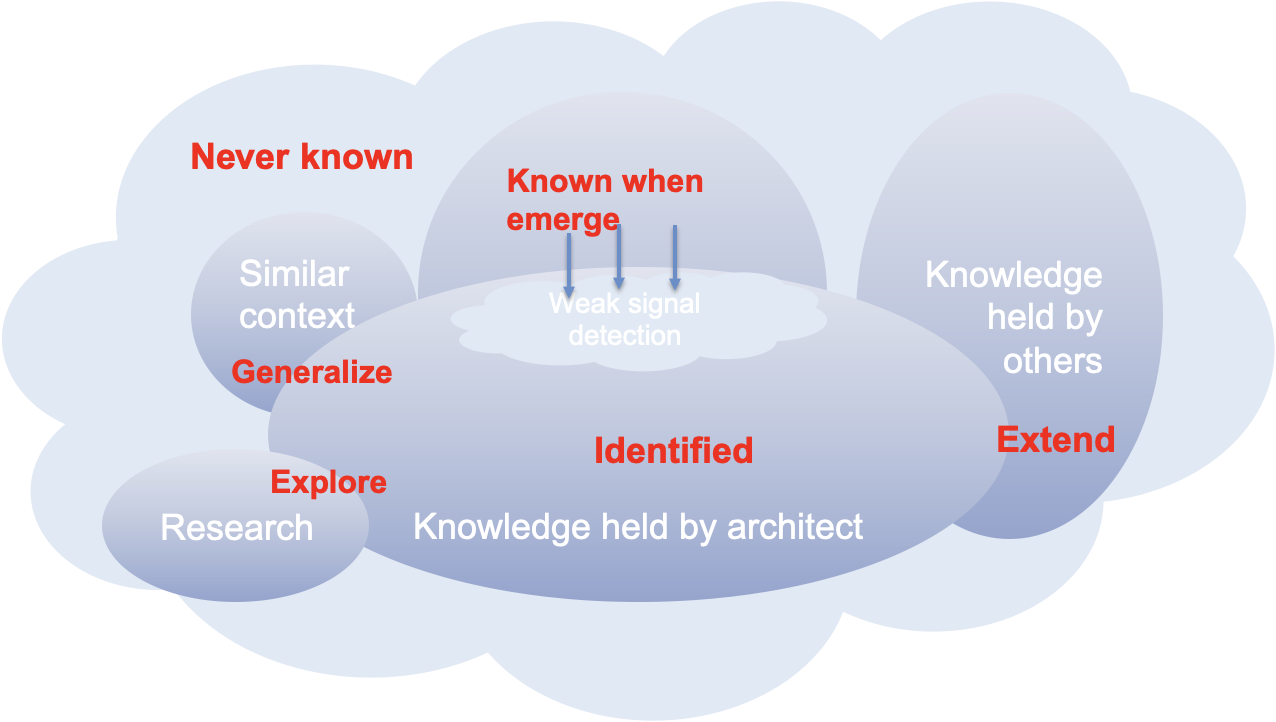 Never known
Known when
emerge
Similar
context
Generalize
Weak signal
detection
Knowledge
held by
others
Extend
Identified
Explore
Research
Knowledge held by architect